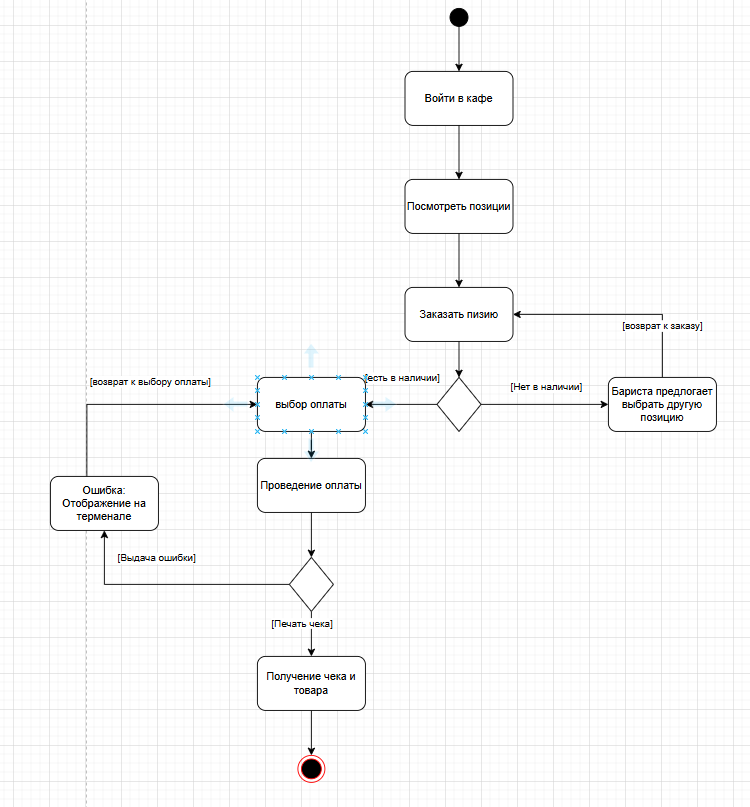 Войти в кафе
Посмотреть позиции
Заказать пизию
[возврат к заказу]
[возврат к выбору оплаты]
[есть в наличии]
[Нет в наличии]
выбор оплаты
Бариста предлогает
выбрать другую
позицию
Проведение оплаты
Ошибка:
Отображение на
терменале
[Выдача ошибки]
[Печать чека]
Получение чека и
товара